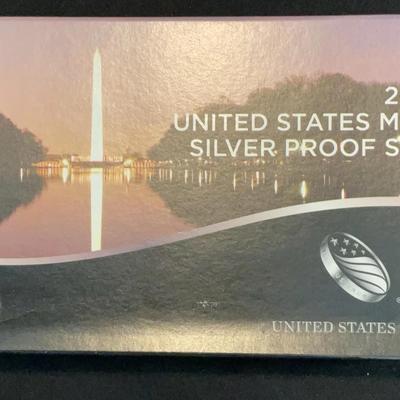 2
UNITED STATES M
SILVER PROOF S
UNITED STATES